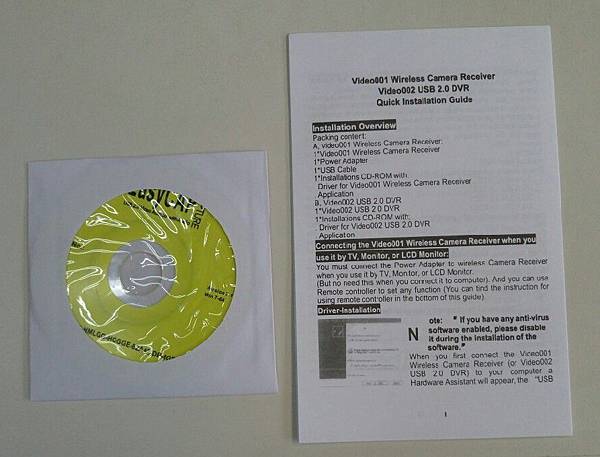 Video001 Wireless Camera Receiver
Video002 USB 2.0 DVR
Quick Installation Guide
Installation Overview
Packing content:
A, video001 Wireless Camera Receiver:
1*Video001 Wireless Camera Receiver
1*Power Adapter
1*USB Cable
1*Installations CD-ROM with:
Driver for Video001 Wireless Camera Receiver
Application
B, Video002 USB 2.0 DVR
1*Video002 USB 2.0 DVR
1*Installations CD-ROM with:
Driver for Video002 USB 2.0 DVR
Application
Connecting the Video001 Wireless Camera Receiver when you
use it by TV, Monitor, or LCD Monitor:
You must connect the Power Adapter to wireless Camera Receiver
when you use it by TV, Monitor, or LCD Monitor.
(But no need this when you connect it to computer). And you can use
Remote controller to set any function (You can find the instruction for
using remote controller in the bottom of this guide).
Driver-Installation
Note: " If you have any anti-virus
software enabled, please disable
it during the installation of the
software."
When you first connect the Video001
Wireless Camera Receiver (or Video002
USB 2.0 DVR) to your computer a
Hardware Assistant will appear, the "USB
1